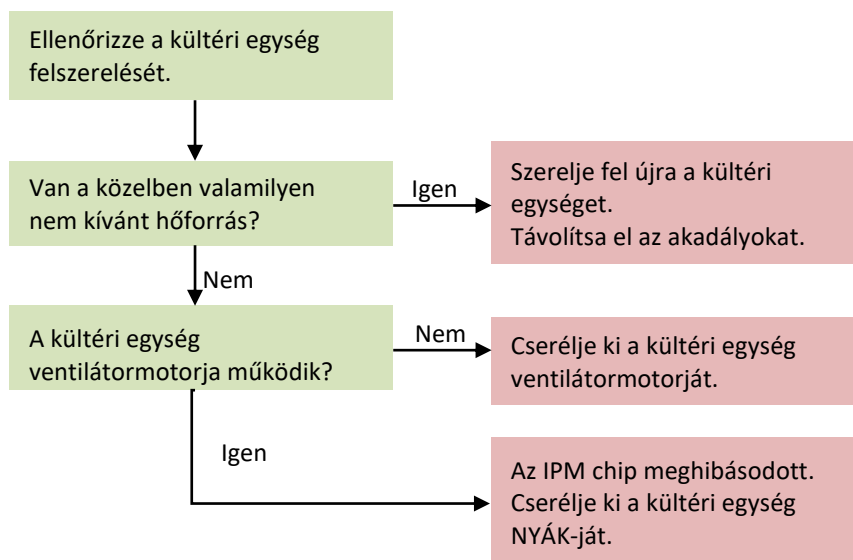 Ellenőrizze a kültéri egység
felszerelését.
Van a közelben valamilyen
nem kívánt hőforrás?
Igen
Szerelje fel újra a kültéri
egységet.
Távolítsa el az akadályokat.
Nem
A kültéri egység
ventilátormotorja működik?
Nem
Cserélje ki a kültéri egység
ventilátormotorját.
Igen
Az IPM chip meghibásodott.
Cserélje ki a kültéri egység
NYÁK-ját.